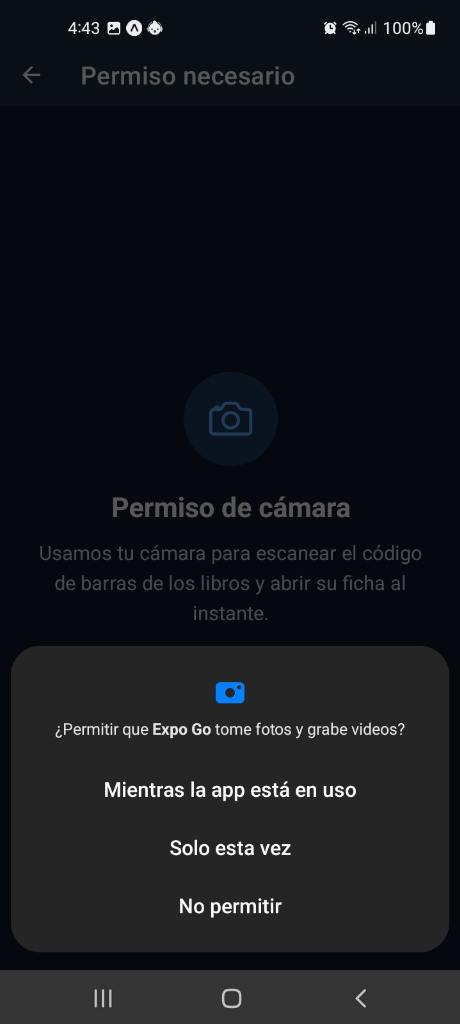 4:43 100%
Permiso necesario
Permiso de cámara
Usamos tu cámara para escanear el código
de barras de los libros y abrir su ficha al
instante.
¿Permitir que Expo Go tome fotos y grabe videos?
Mientras la app está en uso
Solo esta vez
No permitir